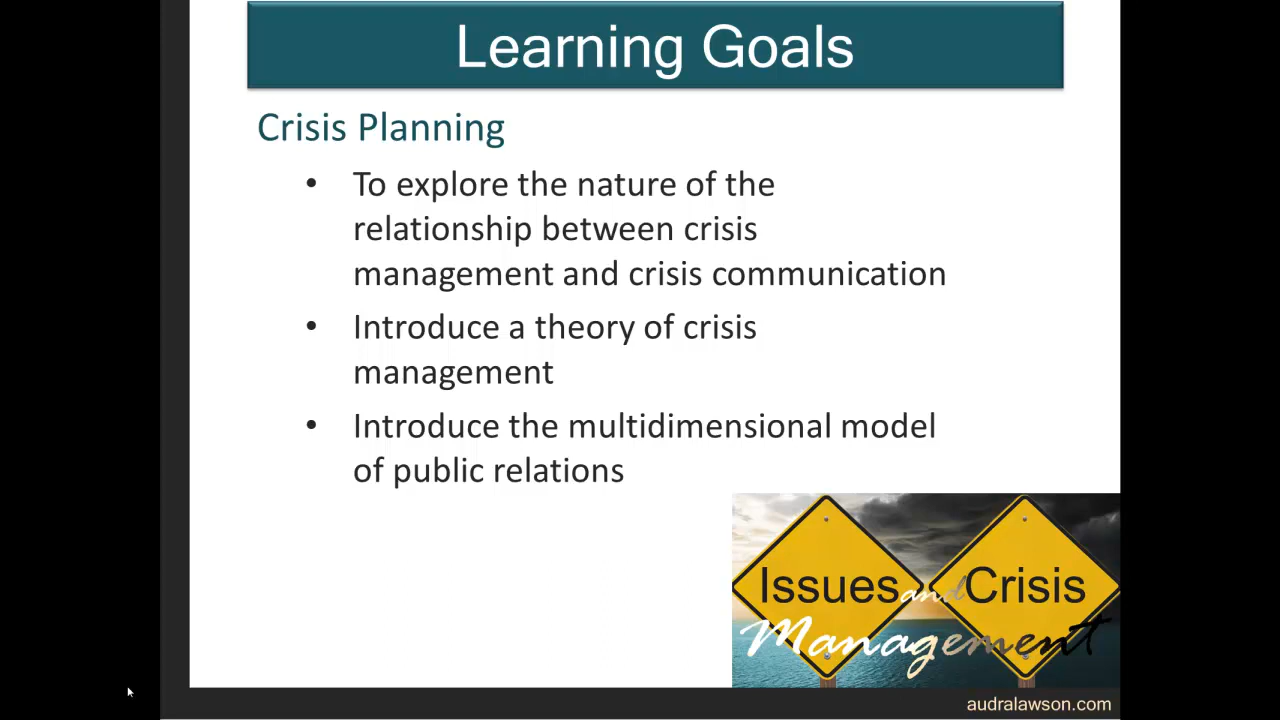 Learning Goals
Crisis Planning
• To explore the nature of the
relationship between crisis
management and crisis communication
• Introduce a theory of crisis
management
• Introduce the multidimensional model
of public relations
Issues and Crisis
Management
audralawson.com